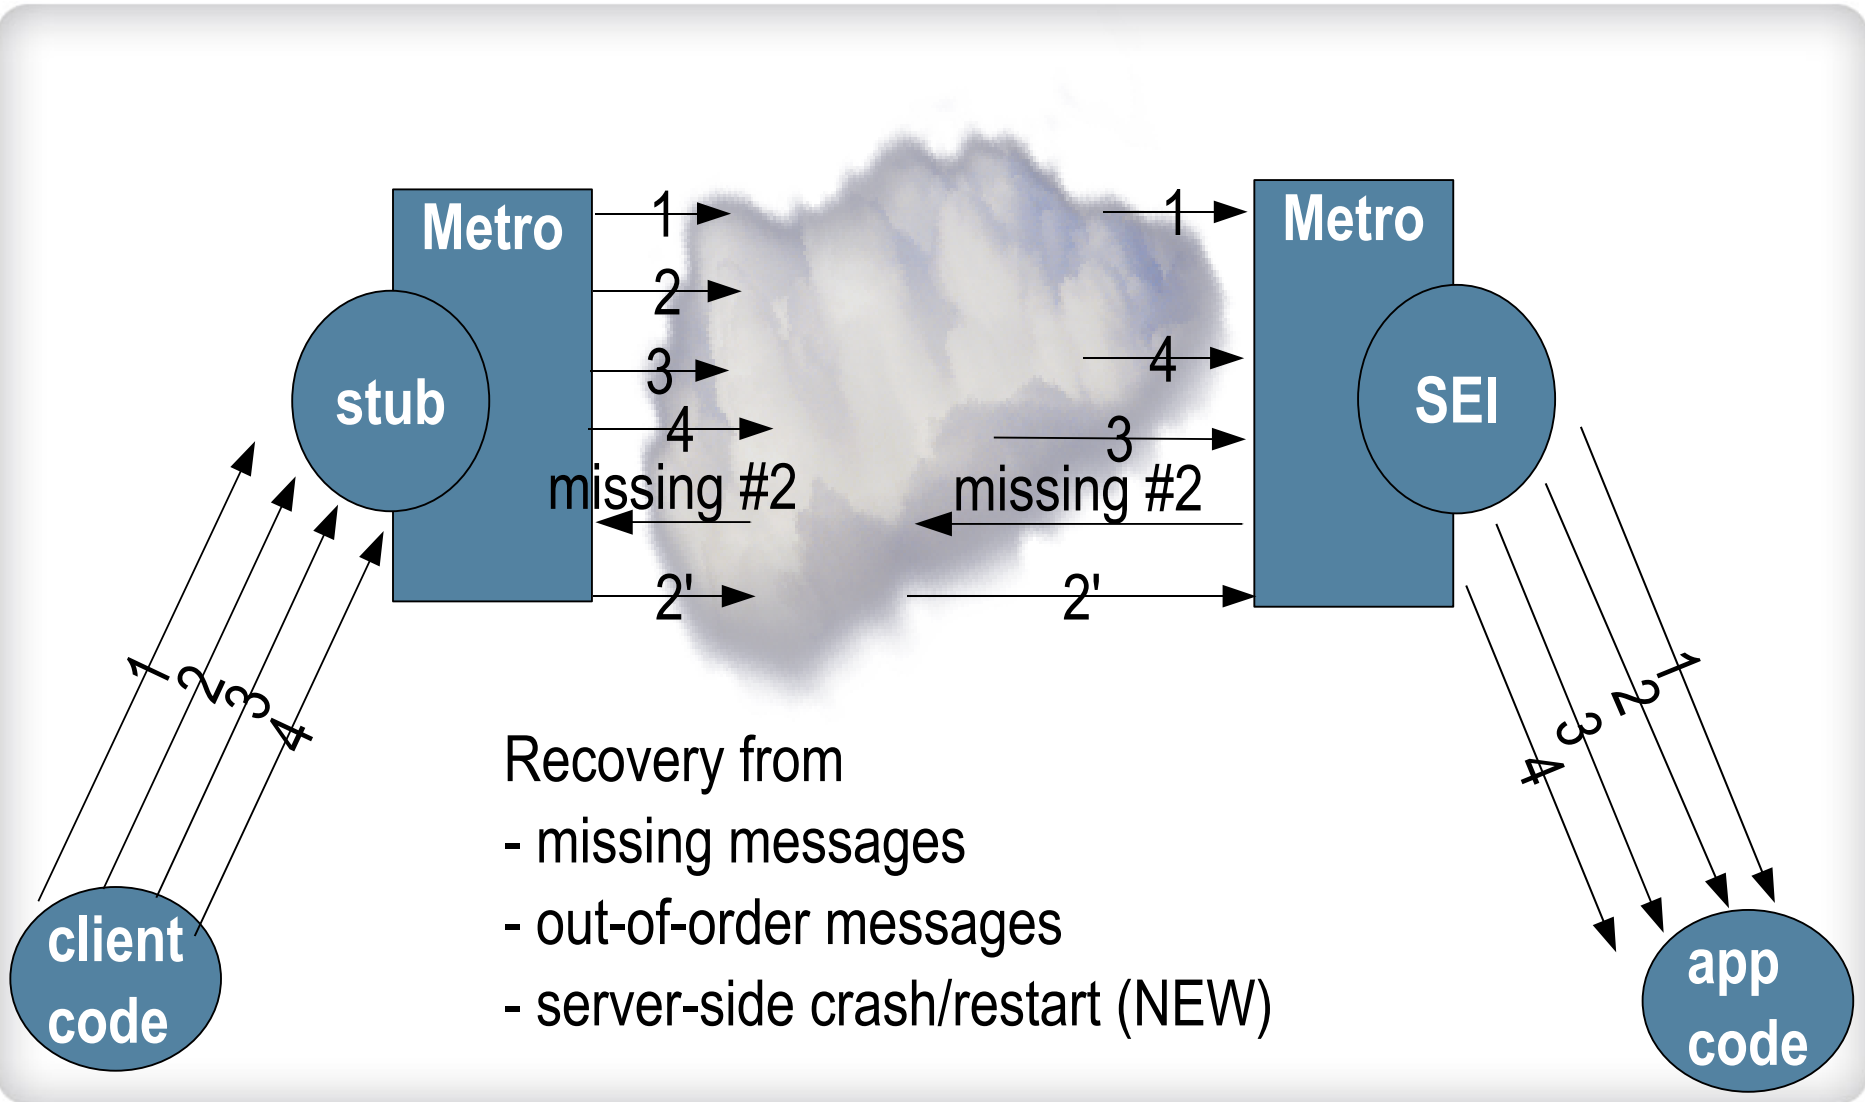 Metro
Metro
1
1
2
3
4
4
3
stub
SEI
missing #2
missing #2
2'
2'
1
2
3
4
1
2
3
4
Recovery from
- missing messages
- out-of-order messages
- server-side crash/restart (NEW)
client
code
app
code